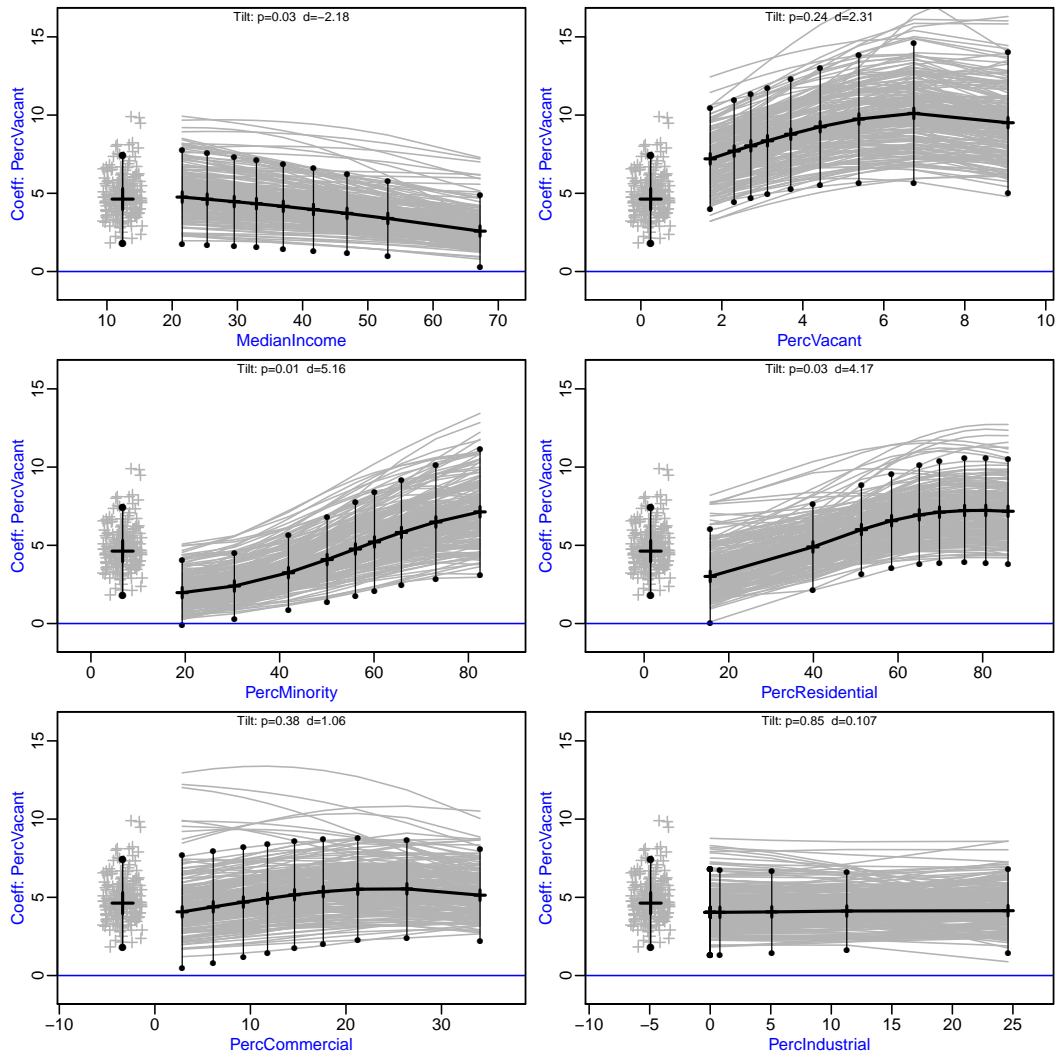 Tilt: p=0.03 d=−2.18
Coeff: PercVacant
0 5 10 15
10 20 30 40 50 60 70
MedianIncome
Tilt: p=0.24 d=2.31
Coeff: PercVacant
0 5 10 15
0 2 4 6 8 10
PercVacant
Tilt: p=0.01 d=5.16
Coeff: PercVacant
0 5 10 15
0 20 40 60 80
PercMinority
Tilt: p=0.03 d=4.17
Coeff: PercVacant
0 5 10 15
0 20 40 60 80
PercResidential
Tilt: p=0.38 d=1.06
Coeff: PercVacant
0 5 10 15
−10 0 10 20 30
PercCommercial
Tilt: p=0.85 d=0.107
Coeff: PercVacant
0 5 10 15
−10 −5 0 5 10 15 20 25
PercIndustrial